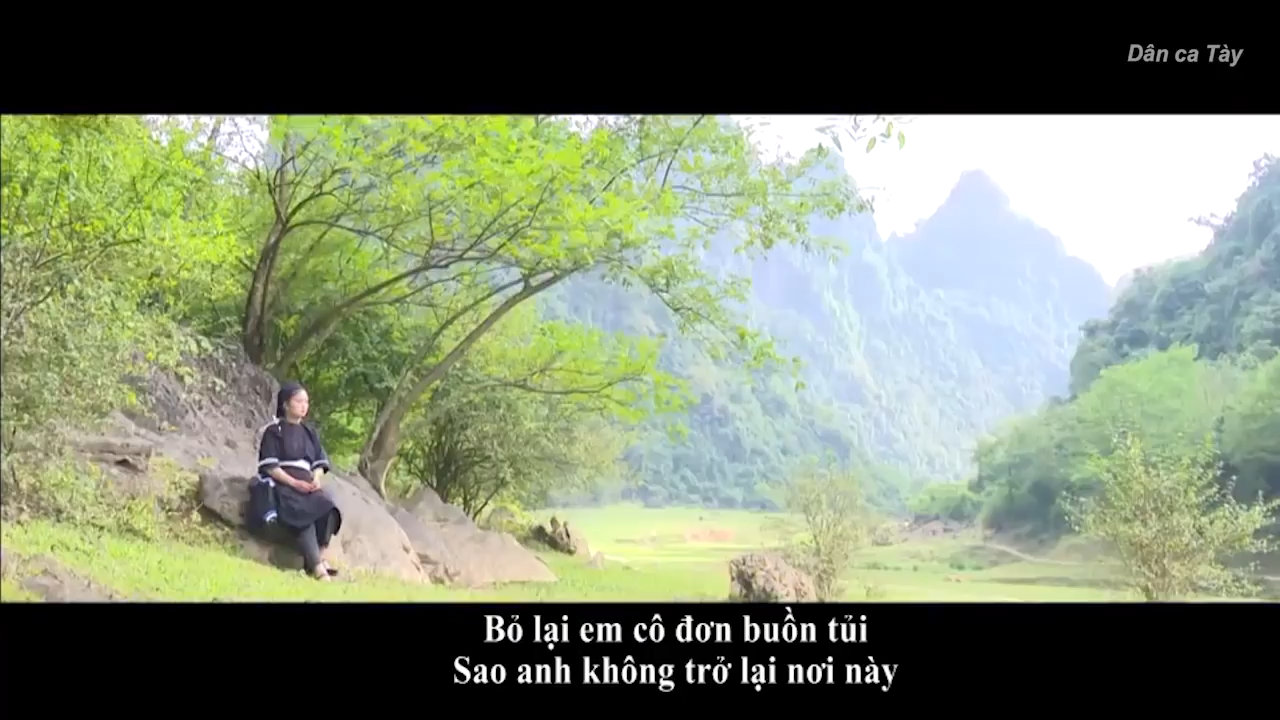 Dân ca Tày
Bỏ lại em cô đơn buồn tủi
Sao anh không trở lại nơi này